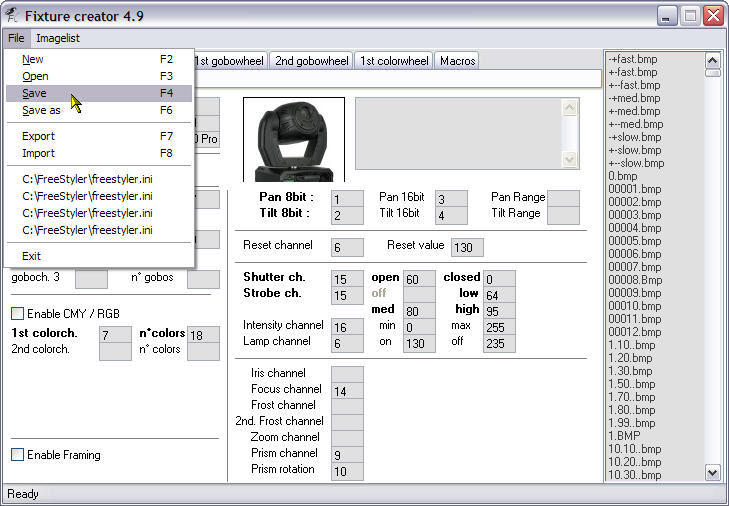 Fixture creator 4.9
File Imagelist
New F2
Open F3
Save F4
Save as F6
Export F7
Import F8
C:\FreeStyler\freestyler.ini
C:\FreeStyler\freestyler.ini
C:\FreeStyler\freestyler.ini
C:\FreeStyler\freestyler.ini
Exit
1st gobowheel 2nd gobowheel 1st colorwheel Macros
0 Pro
Pan 8bit : 1 Pan 16bit 3 Pan Range
Tilt 8bit : 2 Tilt 16bit 4 Tilt Range
Reset channel 6 Reset value 130
goboch. 3 n° gobos
Shutter ch. 15 open 60 closed 0
Strobe ch. 15 off low 64
med 80 high 95
Intensity channel 16 min 0 max 255
Lamp channel 6 on 130 off 235
Enable CMY / RGB
1st colorch. 7 n°colors 18
2nd colorch. n° colors
Iris channel
Focus channel 14
Frost channel
2nd. Frost channel
Zoom channel
Prism channel 9
Prism rotation 10
Enable Framing
-+fast.bmp
+-fast.bmp
+--fast.bmp
-+med.bmp
+-med.bmp
+--med.bmp
-+slow.bmp
+-slow.bmp
+--slow.bmp
0.bmp
00001.bmp
00002.bmp
00003.bmp
00004.bmp
00005.bmp
00006.bmp
00007.bmp
00008.Bmp
00009.bmp
00010.bmp
00011.bmp
00012.bmp
1.10..bmp
1.20.bmp
1.30.bmp
1.50..bmp
1.70..bmp
1.80..bmp
1.99..bmp
1.BMP
10.10..bmp
10.20..bmp
10.30..bmp
Ready